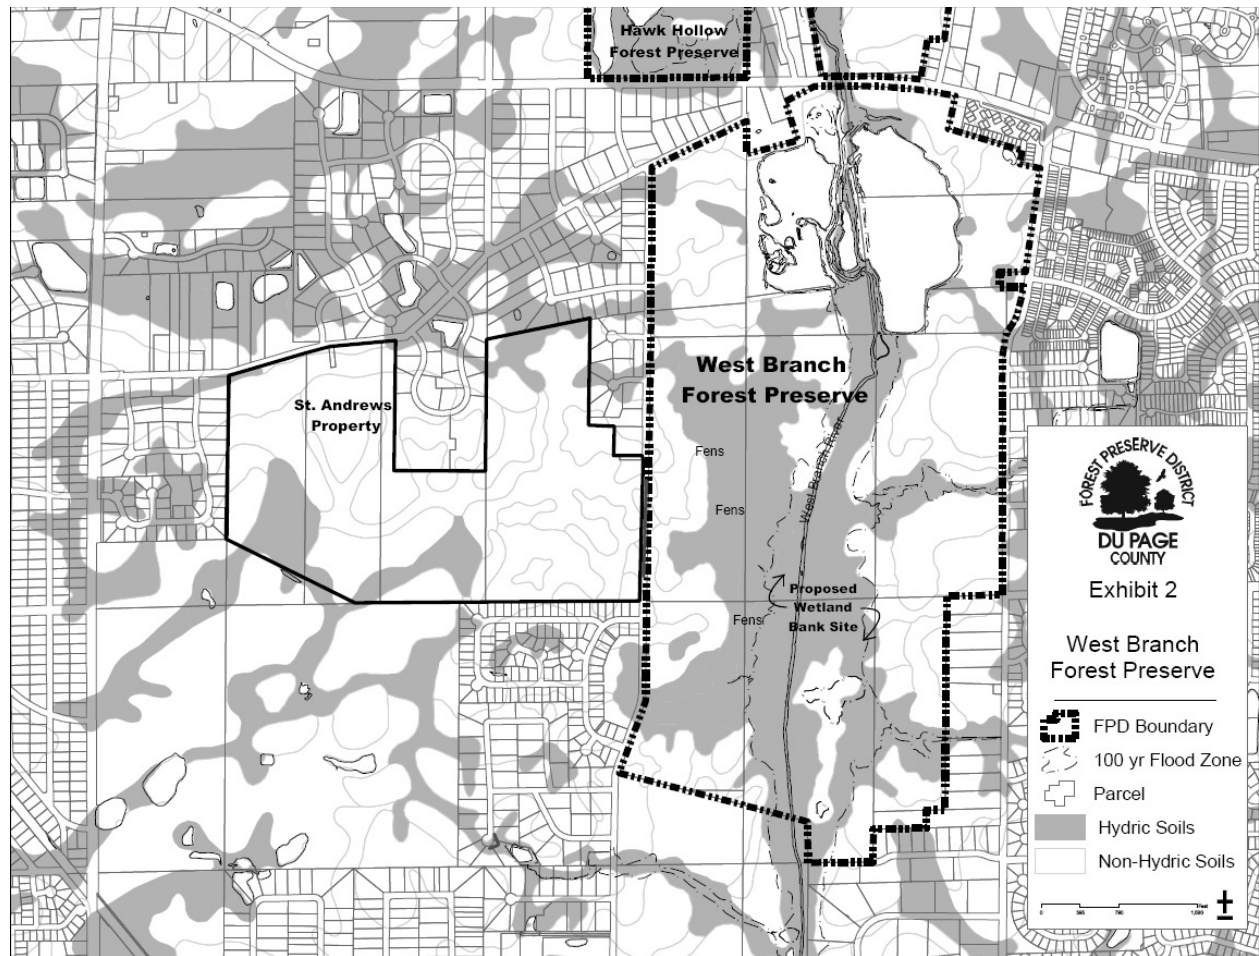 Hawk Hollow
Forest Preserve
West Branch
Forest Preserve
St. Andrews
Property
Fens
Fens
Fens
West Branch River
Proposed
Wetland
Bank Site
FOREST PRESERVE DISTRICT
DU PAGE
COUNTY
Exhibit 2
West Branch
Forest Preserve
FPD Boundary
100 yr Flood Zone
Parcel
Hydric Soils
Non-Hydric Soils
Feet
0